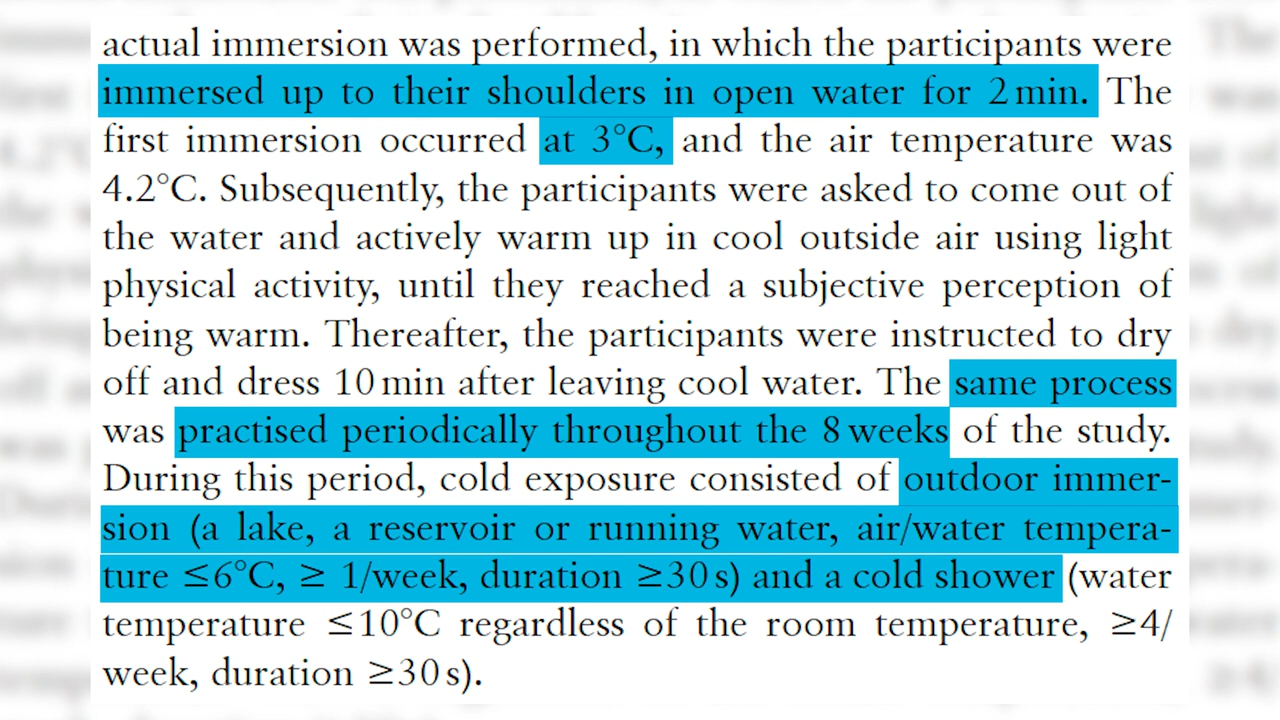 actual immersion was performed, in which the participants were
immersed up to their shoulders in open water for 2 min. The
first immersion occurred at 3°C, and the air temperature was
4.2°C. Subsequently, the participants were asked to come out of
the water and actively warm up in cool outside air using light
physical activity, until they reached a subjective perception of
being warm. Thereafter, the participants were instructed to dry
off and dress 10 min after leaving cool water. The same process
was practised periodically throughout the 8 weeks of the study.
During this period, cold exposure consisted of outdoor immer-
sion (a lake, a reservoir or running water, air/water tempera-
ture ≤6°C, ≥ 1/week, duration ≥30 s) and a cold shower (water
temperature ≤10°C regardless of the room temperature, ≥4/
week, duration ≥30 s).